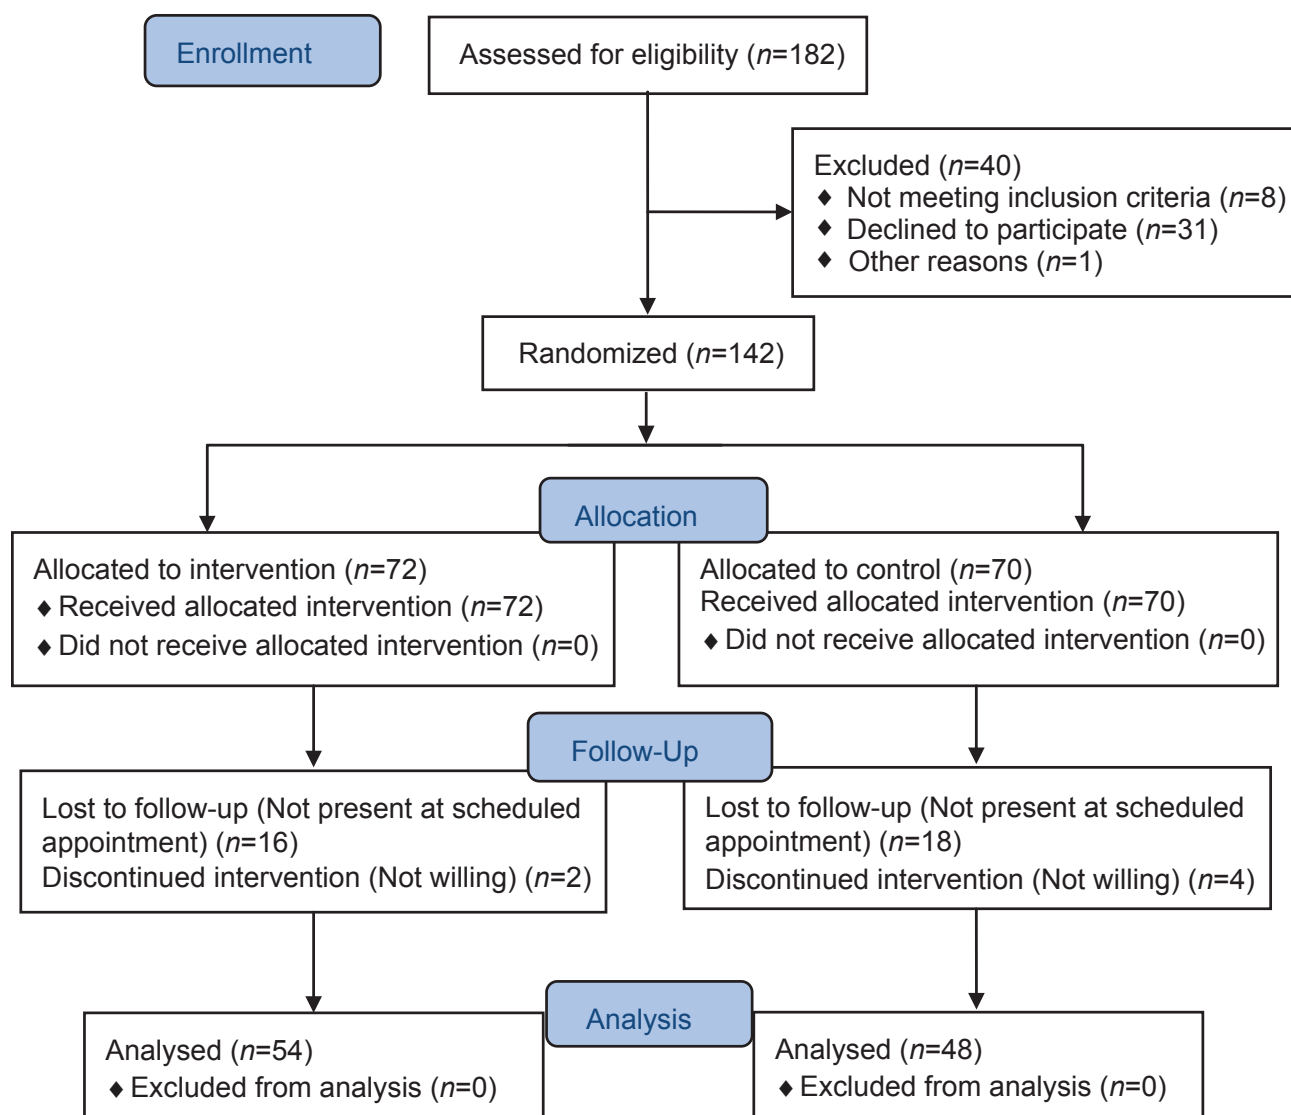 Enrollment
Assessed for eligibility (n=182)
Excluded (n=40)
♦ Not meeting inclusion criteria (n=8)
♦ Declined to participate (n=31)
♦ Other reasons (n=1)
Randomized (n=142)
Allocation
Allocated to intervention (n=72)
♦ Received allocated intervention (n=72)
♦ Did not receive allocated intervention (n=0)
Allocated to control (n=70)
Received allocated intervention (n=70)
♦ Did not receive allocated intervention (n=0)
Follow-Up
Lost to follow-up (Not present at scheduled
appointment) (n=16)
Discontinued intervention (Not willing) (n=2)
Lost to follow-up (Not present at scheduled
appointment) (n=18)
Discontinued intervention (Not willing) (n=4)
Analysis
Analysed (n=54)
♦ Excluded from analysis (n=0)
Analysed (n=48)
♦ Excluded from analysis (n=0)